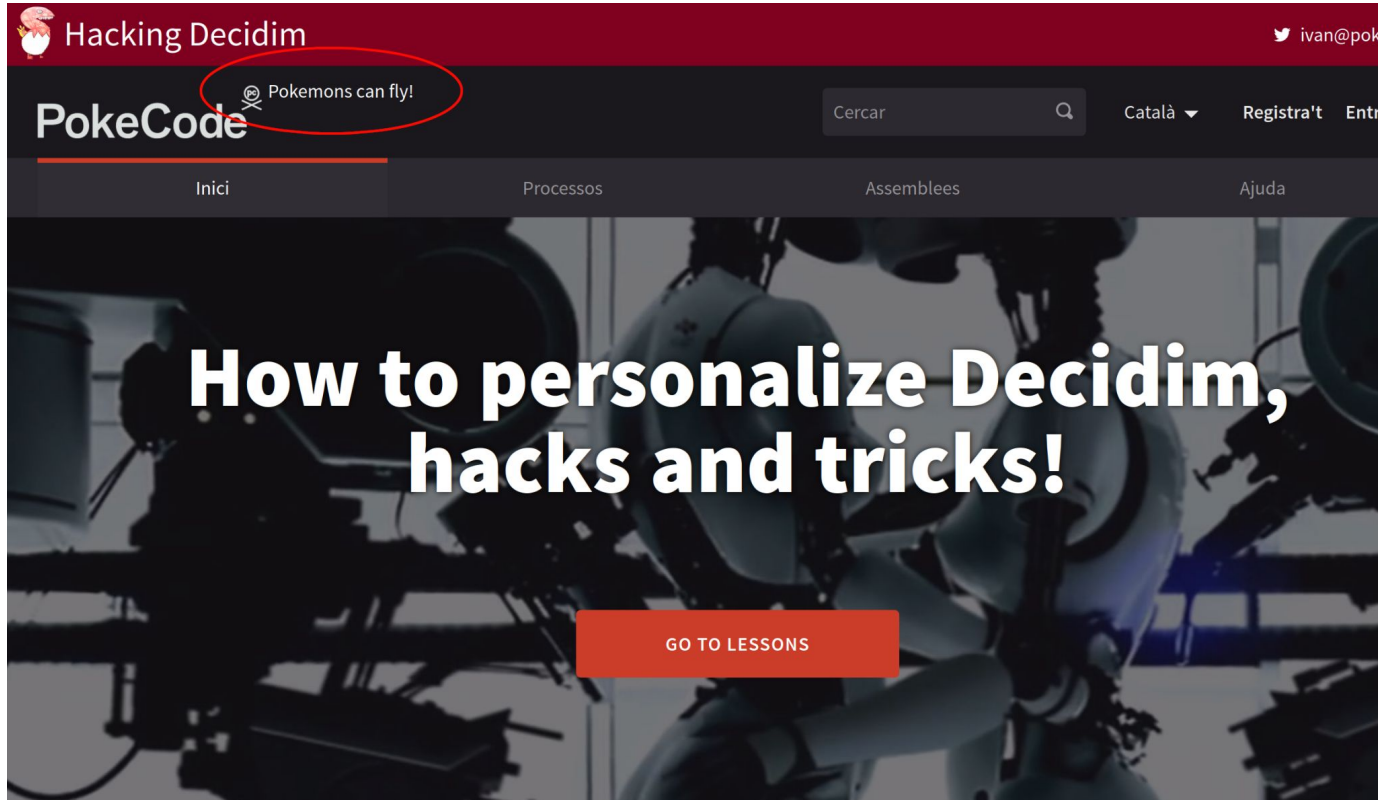 Hacking Decidim
ivan@pok
Pokemons can fly!
PokeCode
pc
Cercar
Català
Registra't
Entr
Inici
Processos
Assemblees
Ajuda
How to personalize Decidim,
hacks and tricks!
GO TO LESSONS